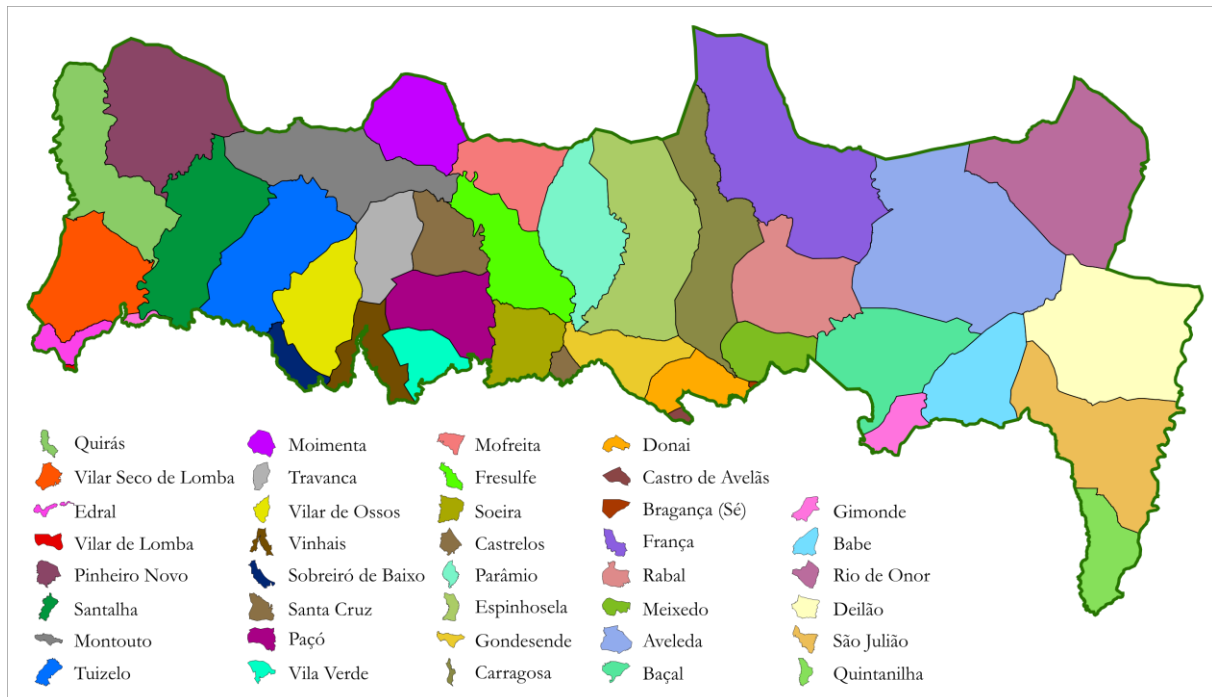 Quirás
Vilar Seco de Lomba
Edral
Vilar de Lomba
Pinheiro Novo
Santalha
Montouto
Tuizelo
Moimenta
Travanca
Vilar de Ossos
Vinhais
Sobreiró de Baixo
Santa Cruz
Paçó
Vila Verde
Mofreita
Fresulfe
Soeira
Castrelos
Parâmio
Espinhosela
Gondesende
Carragosa
Donai
Castro de Avelãs
Bragança (Sé)
França
Rabal
Meixedo
Aveleda
Baçal
Gimonde
Babe
Rio de Onor
Deilão
São Julião
Quintanilha